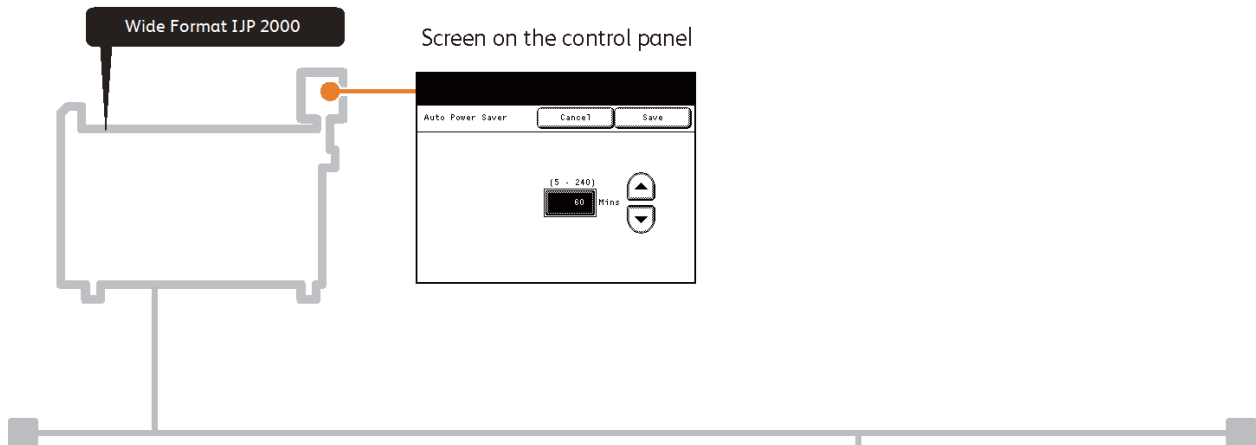 Wide Format IJP 2000
Screen on the control panel
Auto Power Saver
Cancel
Save
(5 - 240)
60 Mins